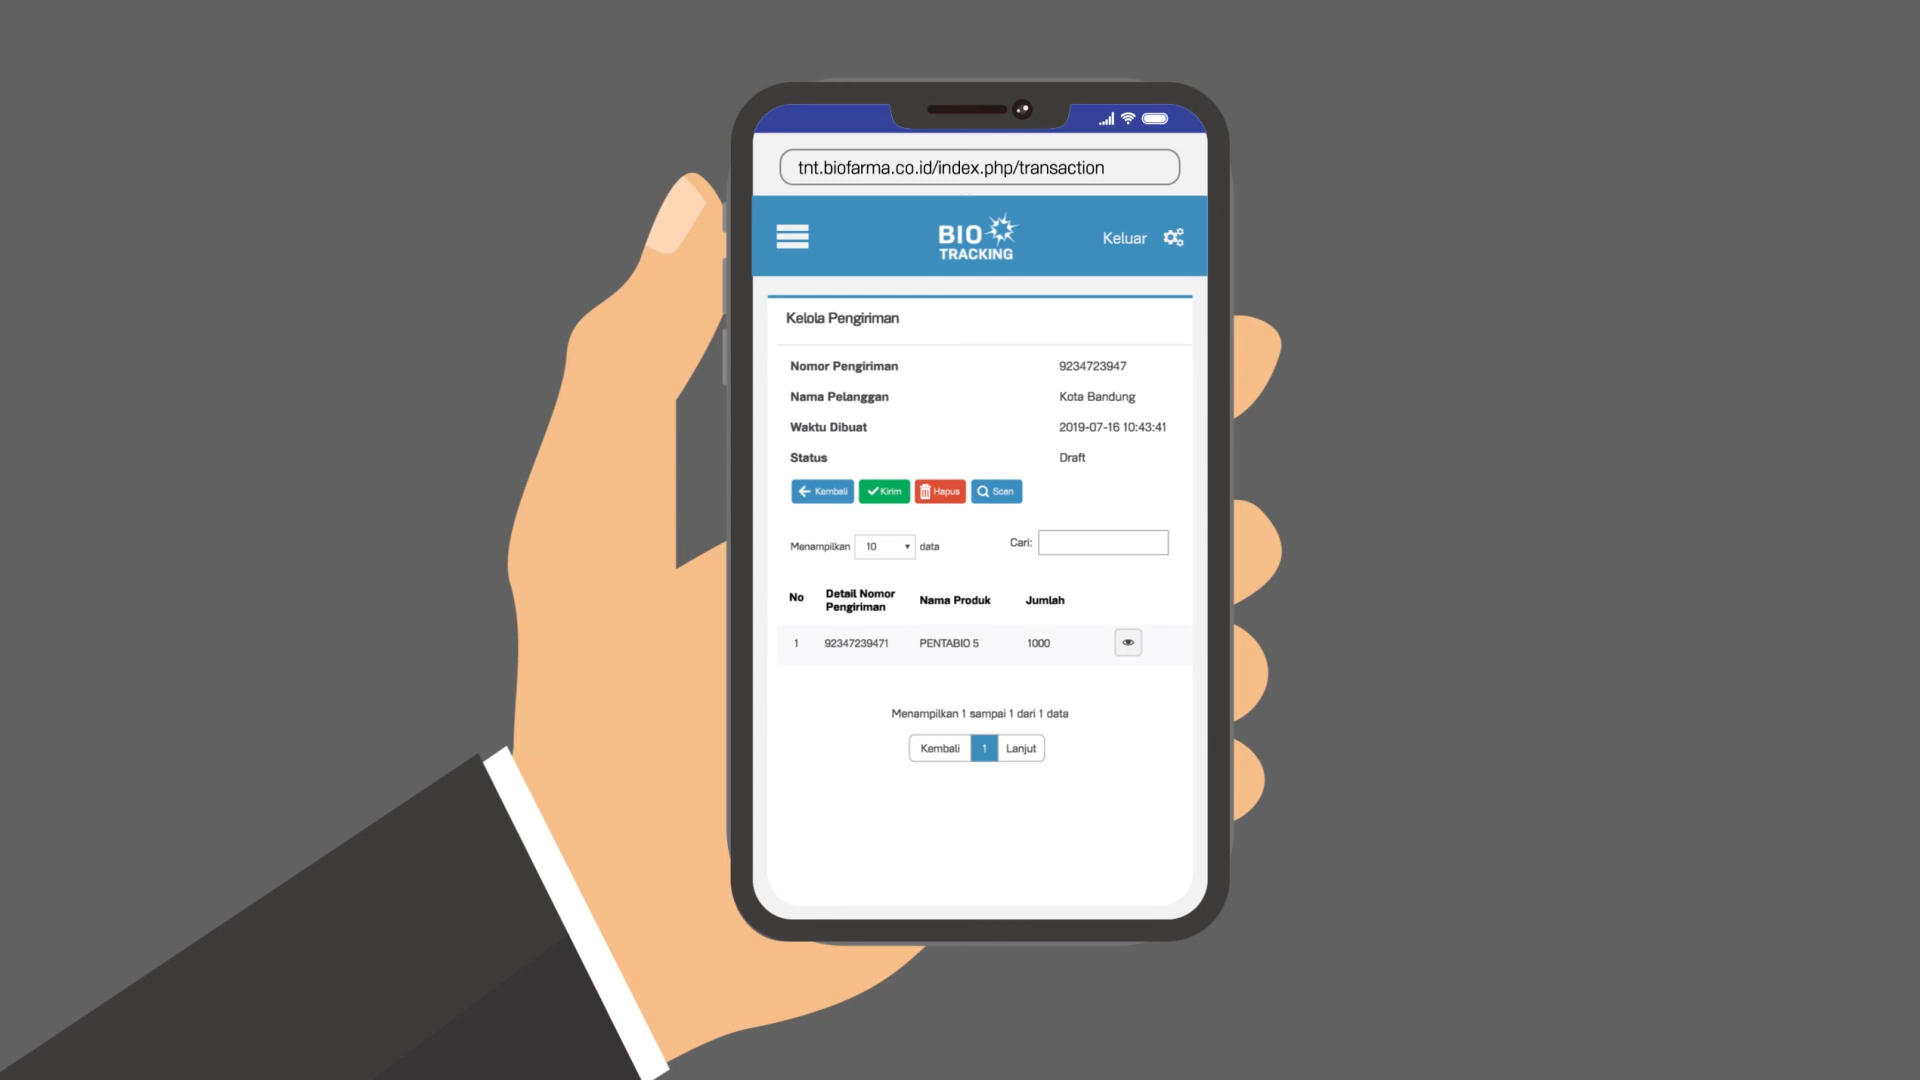 tnt.biofarma.co.id/index.php/transaction
BIO
TRACKING
Keluar
Kelola Pengiriman
Nomor Pengiriman 9234723947
Nama Pelanggan Kota Bandung
Waktu Dibuat 2019-07-16 10:43:41
Status Draft
Kembali Kirim Hapus Scan
Menampilkan 10 data Cari:
No Detail Nomor Pengiriman Nama Produk Jumlah
1 92347239471 PENTABIO 5 1000
Menampilkan 1 sampai 1 dari 1 data
Kembali 1 Lanjut